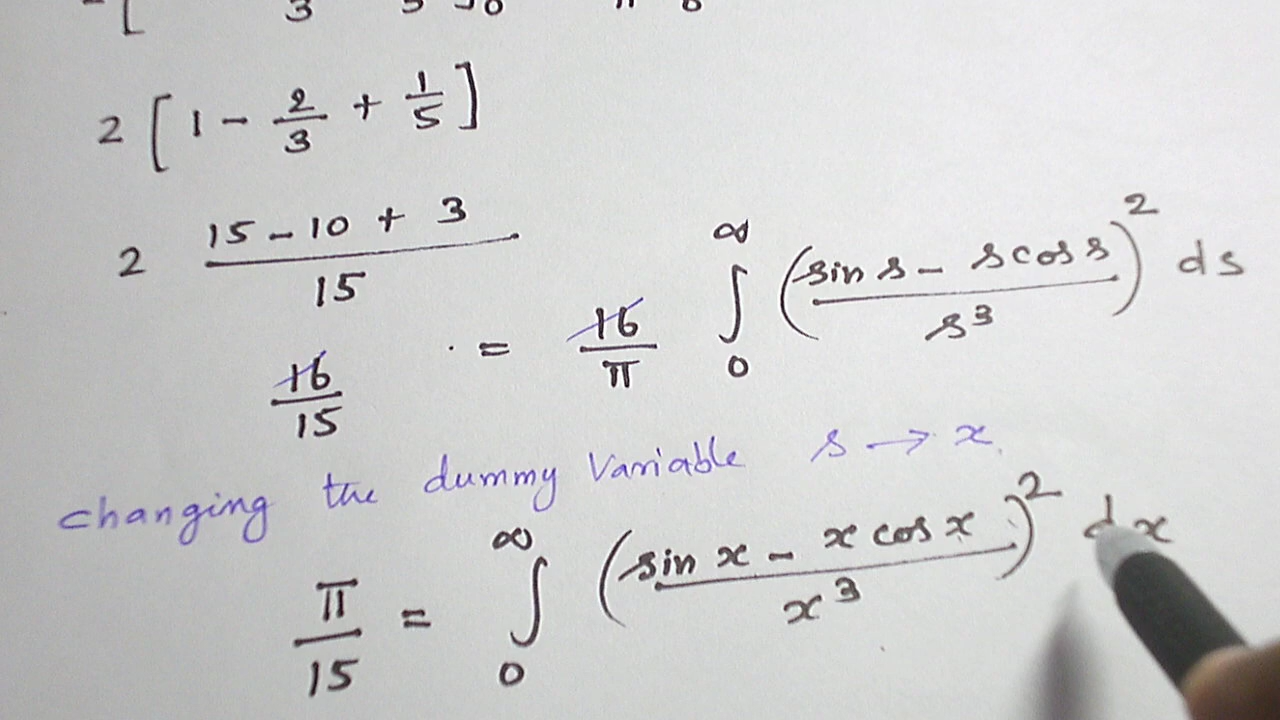 2 [ 1 - 2/3 + 1/5 ]
2 (15 - 10 + 3)/15
16/15 = 16/π ∫₀^∞ ((sin s - s cos s)/s³)² ds
changing the dummy variable s → x.
π/15 = ∫₀^∞ ((sin x - x cos x)/x³)² dx